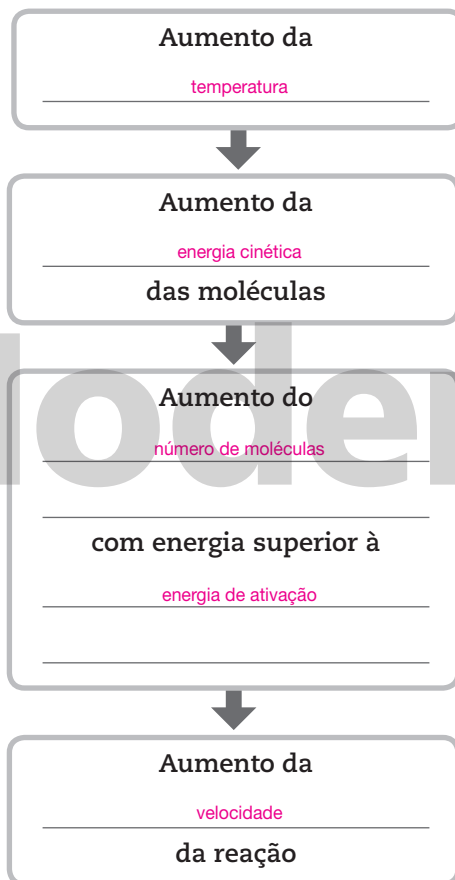 Aumento da
temperatura
Aumento da
energia cinética
das moléculas
Aumento do
número de moléculas
com energia superior à
energia de ativação
Aumento da
velocidade
da reação